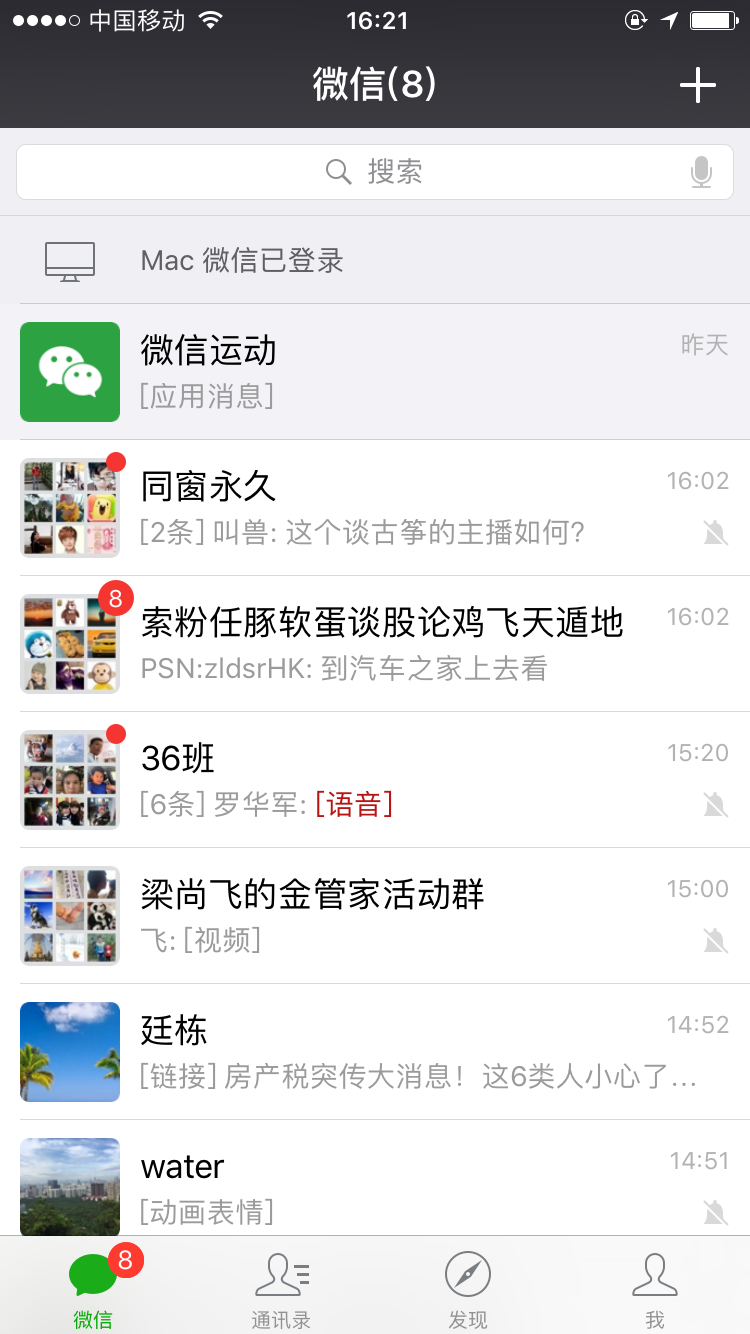 中国移动 16:21
微信(8)
搜索
Mac 微信已登录
微信运动 昨天
[应用消息]
同窗永久 16:02
[2条] 叫兽: 这个谈古筝的主播如何?
8
索粉任豚软蛋谈股论鸡飞天遁地 16:02
PSN:zldsrHK: 到汽车之家上去看
36班 15:20
[6条] 罗华军: [语音]
梁尚飞的金管家活动群 15:00
飞: [视频]
廷栋 14:52
[链接] 房产税突传大消息！这6类人小心了...
water 14:51
[动画表情]
8
微信 通讯录 发现 我